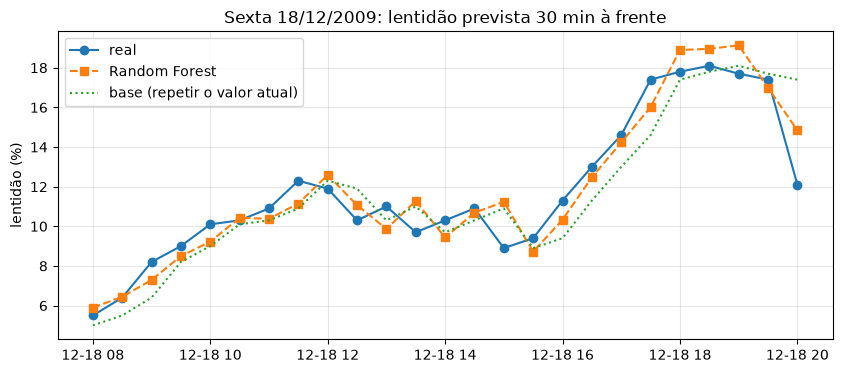 Sexta 18/12/2009: lentidão prevista 30 min à frente
real
Random Forest
base (repetir o valor atual)
lentidão (%)
18
16
14
12
10
8
6
12-18 08
12-18 10
12-18 12
12-18 14
12-18 16
12-18 18
12-18 20